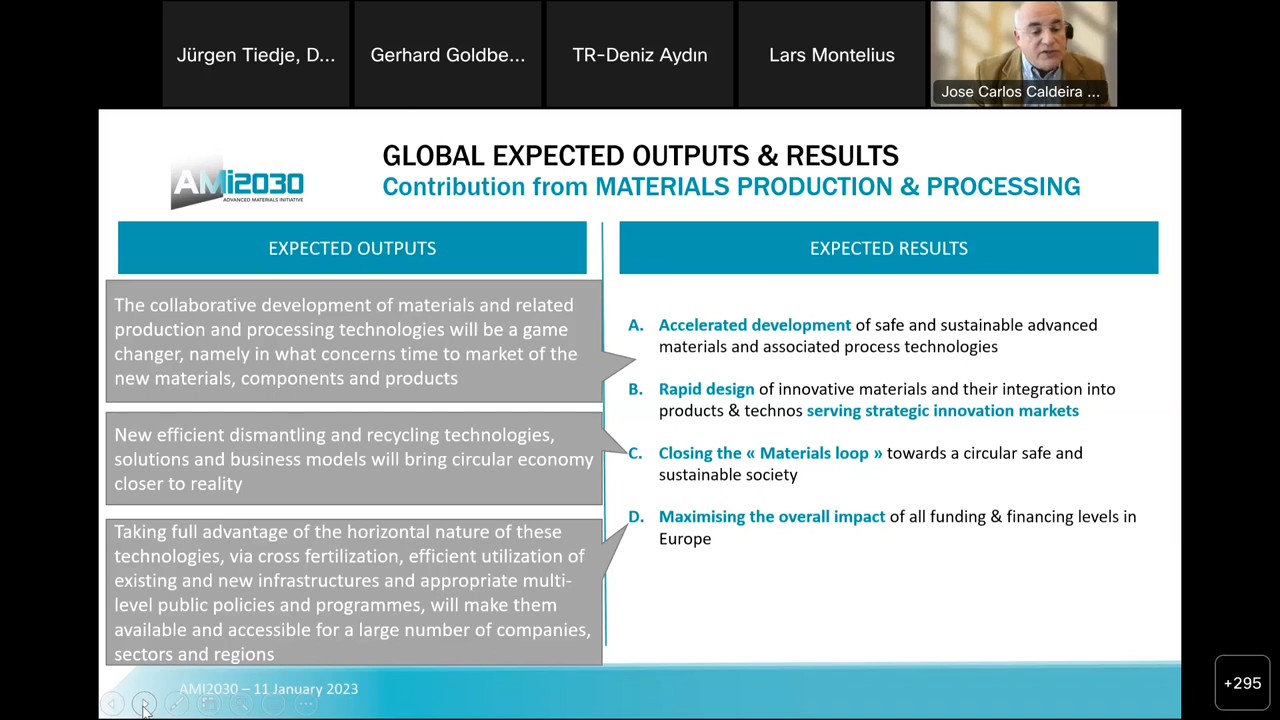 Jürgen Tiedje, D...
Gerhard Goldbe...
TR-Deniz Aydın
Lars Montelius
Jose Carlos Caldeira ...
AMi2030
ADVANCED MATERIALS INITIATIVE
GLOBAL EXPECTED OUTPUTS & RESULTS
Contribution from MATERIALS PRODUCTION & PROCESSING
EXPECTED OUTPUTS
The collaborative development of materials and related
production and processing technologies will be a game
changer, namely in what concerns time to market of the
new materials, components and products
New efficient dismantling and recycling technologies,
solutions and business models will bring circular economy
closer to reality
Taking full advantage of the horizontal nature of these
technologies, via cross fertilization, efficient utilization of
existing and new infrastructures and appropriate multi-
level public policies and programmes, will make them
available and accessible for a large number of companies,
sectors and regions
EXPECTED RESULTS
A. Accelerated development of safe and sustainable advanced
materials and associated process technologies
B. Rapid design of innovative materials and their integration into
products & technos serving strategic innovation markets
C. Closing the « Materials loop » towards a circular safe and
sustainable society
D. Maximising the overall impact of all funding & financing levels in
Europe
AMI2030 – 11 January 2023
+295